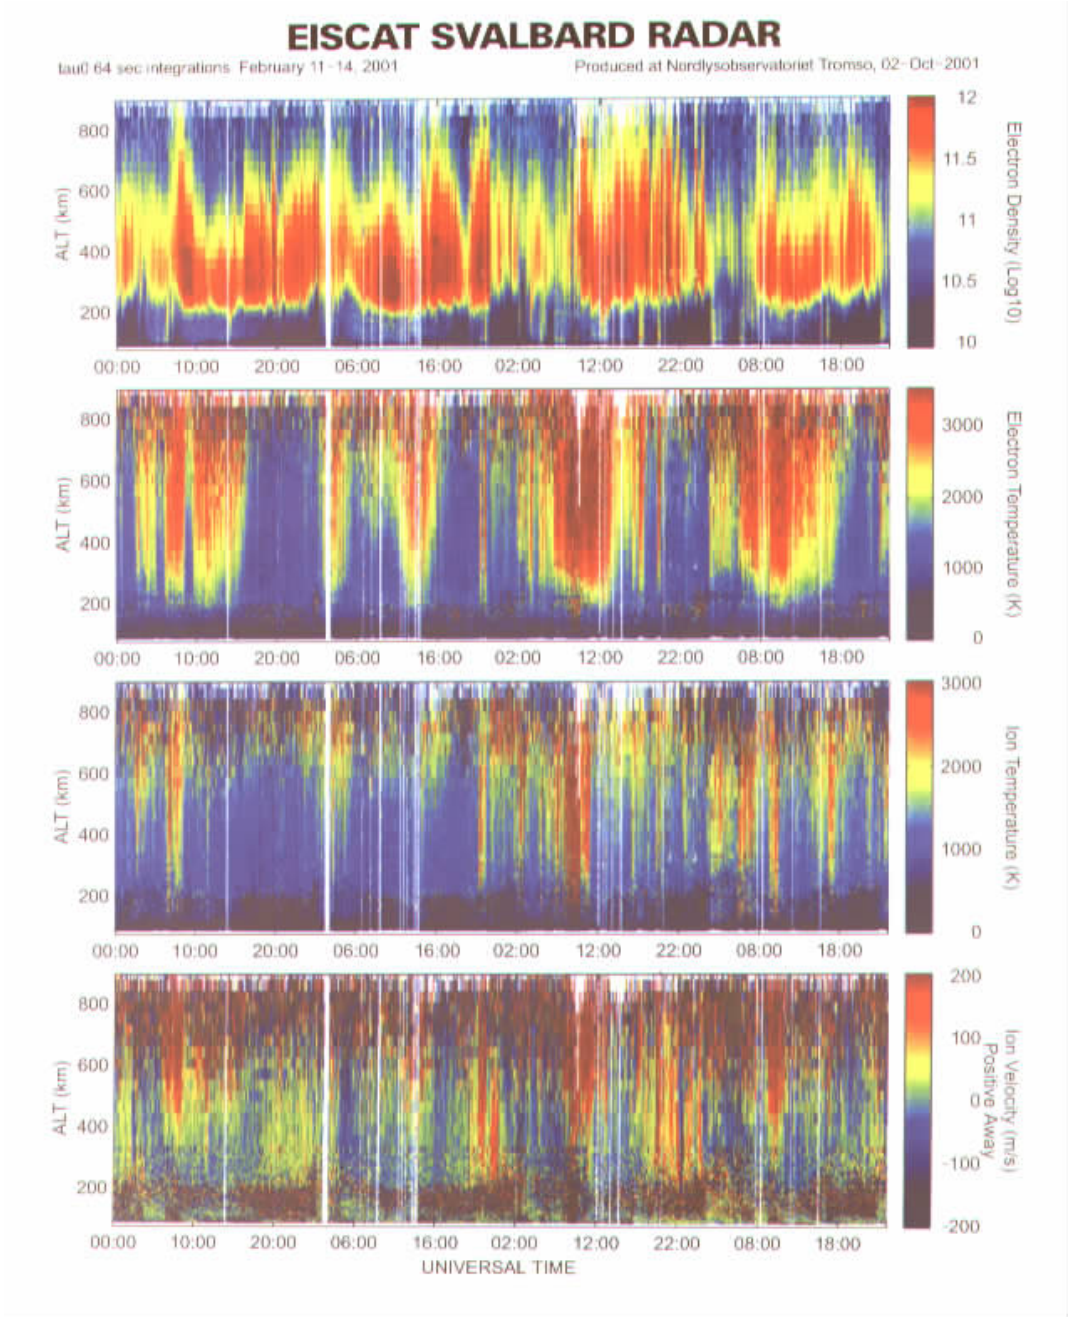 EISCAT SVALBARD RADAR
tau0 64 sec integrations February 11-14, 2001
Produced at Nordlysobservatoriet Tromso, 02-Oct-2001
800
600
400
200
ALT (km)
00:00 10:00 20:00 06:00 16:00 02:00 12:00 22:00 08:00 18:00
12
11.5
11
10.5
10
Electron Density (Log10)
800
600
400
200
ALT (km)
00:00 10:00 20:00 06:00 16:00 02:00 12:00 22:00 08:00 18:00
3000
2000
1000
0
Electron Temperature (K)
800
600
400
200
ALT (km)
00:00 10:00 20:00 06:00 16:00 02:00 12:00 22:00 08:00 18:00
3000
2000
1000
0
Ion Temperature (K)
800
600
400
200
ALT (km)
00:00 10:00 20:00 06:00 16:00 02:00 12:00 22:00 08:00 18:00
200
100
0
-100
-200
Ion Velocity (m/s)
Positive Away
UNIVERSAL TIME